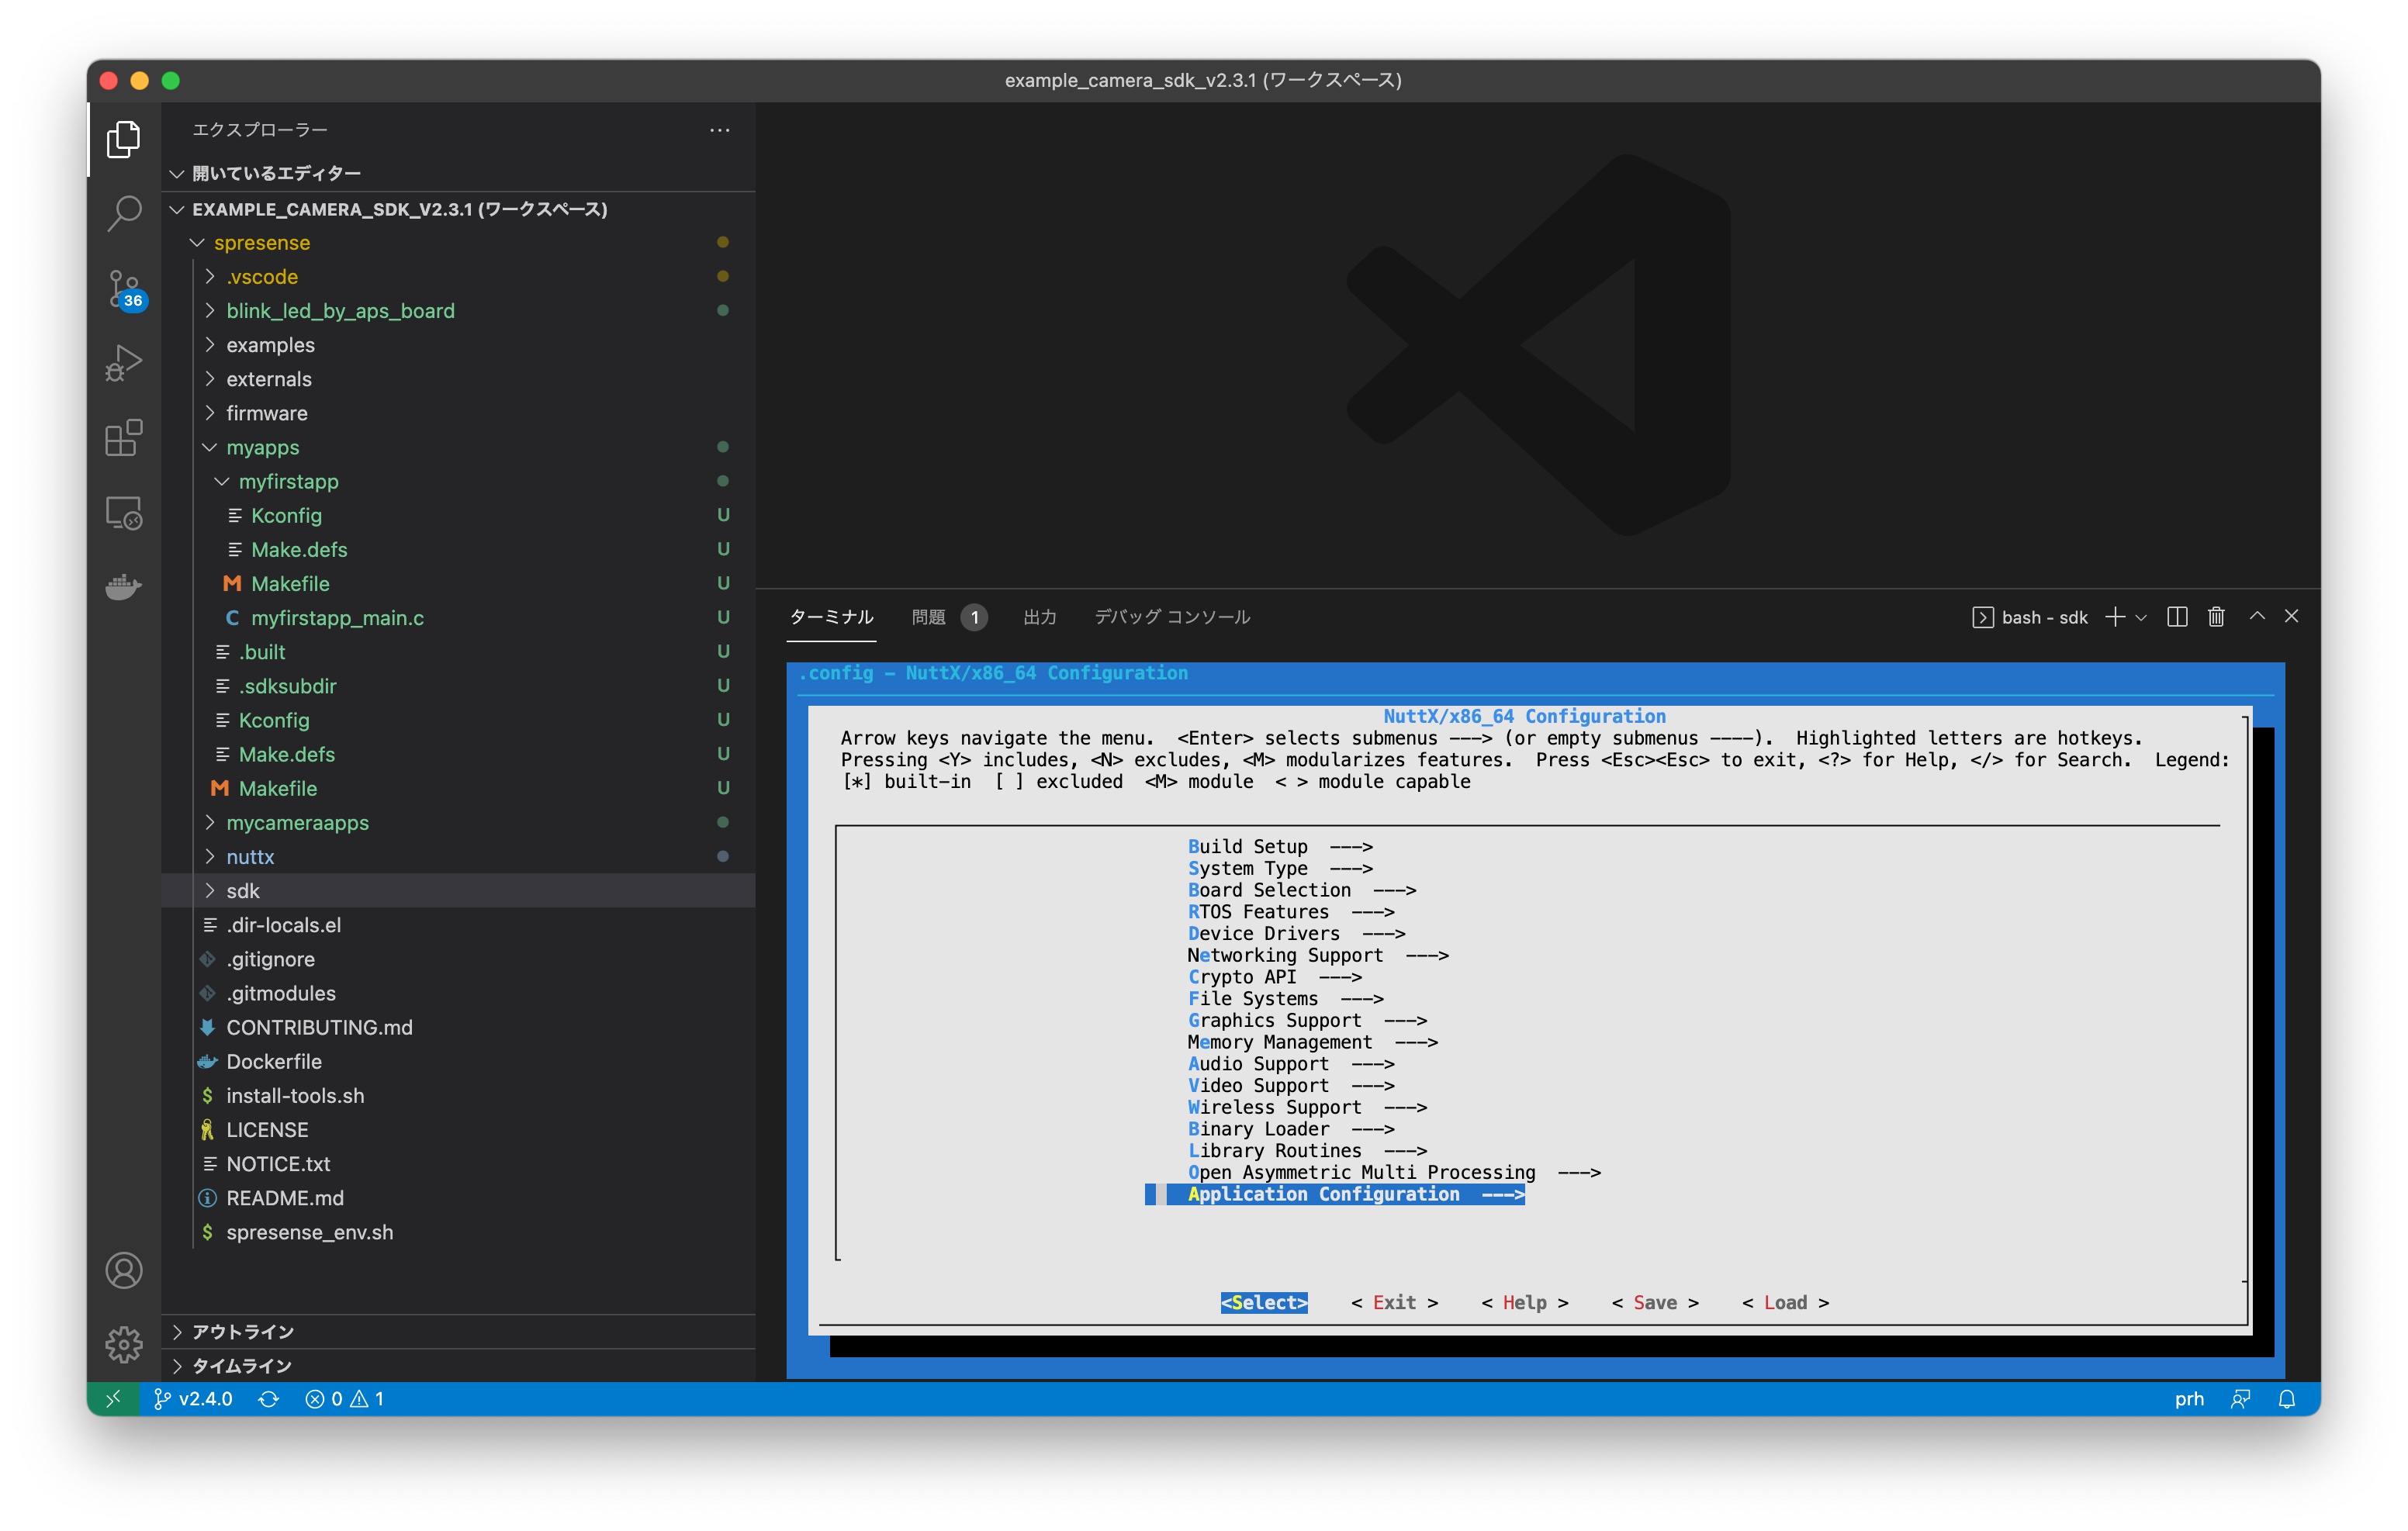 example_camera_sdk_v2.3.1 (ワークスペース)
エクスプローラー
開いているエディター
EXAMPLE_CAMERA_SDK_V2.3.1 (ワークスペース)
spresense
.vscode
36
blink_led_by_aps_board
examples
externals
firmware
myapps
myfirstapp
Kconfig U
Make.defs U
M Makefile U
C myfirstapp_main.c U
.built U
.sdksubdir U
Kconfig U
Make.defs U
M Makefile U
mycameraapps
nuttx
sdk
.dir-locals.el
.gitignore
.gitmodules
CONTRIBUTING.md
Dockerfile
$ install-tools.sh
LICENSE
NOTICE.txt
README.md
$ spresense_env.sh
アウトライン
タイムライン
ターミナル 問題 1 出力 デバッグ コンソール bash - sdk
.config - NuttX/x86_64 Configuration
NuttX/x86_64 Configuration
Arrow keys navigate the menu.  <Enter> selects submenus ---> (or empty submenus ----).  Highlighted letters are hotkeys.
Pressing <Y> includes, <N> excludes, <M> modularizes features.  Press <Esc><Esc> to exit, <?> for Help, </> for Search.  Legend:
[*] built-in  [ ] excluded  <M> module  < > module capable
Build Setup  --->
System Type  --->
Board Selection  --->
RTOS Features  --->
Device Drivers  --->
Networking Support  --->
Crypto API  --->
File Systems  --->
Graphics Support  --->
Memory Management  --->
Audio Support  --->
Video Support  --->
Wireless Support  --->
Binary Loader  --->
Library Routines  --->
Open Asymmetric Multi Processing  --->
Application Configuration  --->
<Select>    < Exit >    < Help >    < Save >    < Load >
v2.4.0 0 1 prh